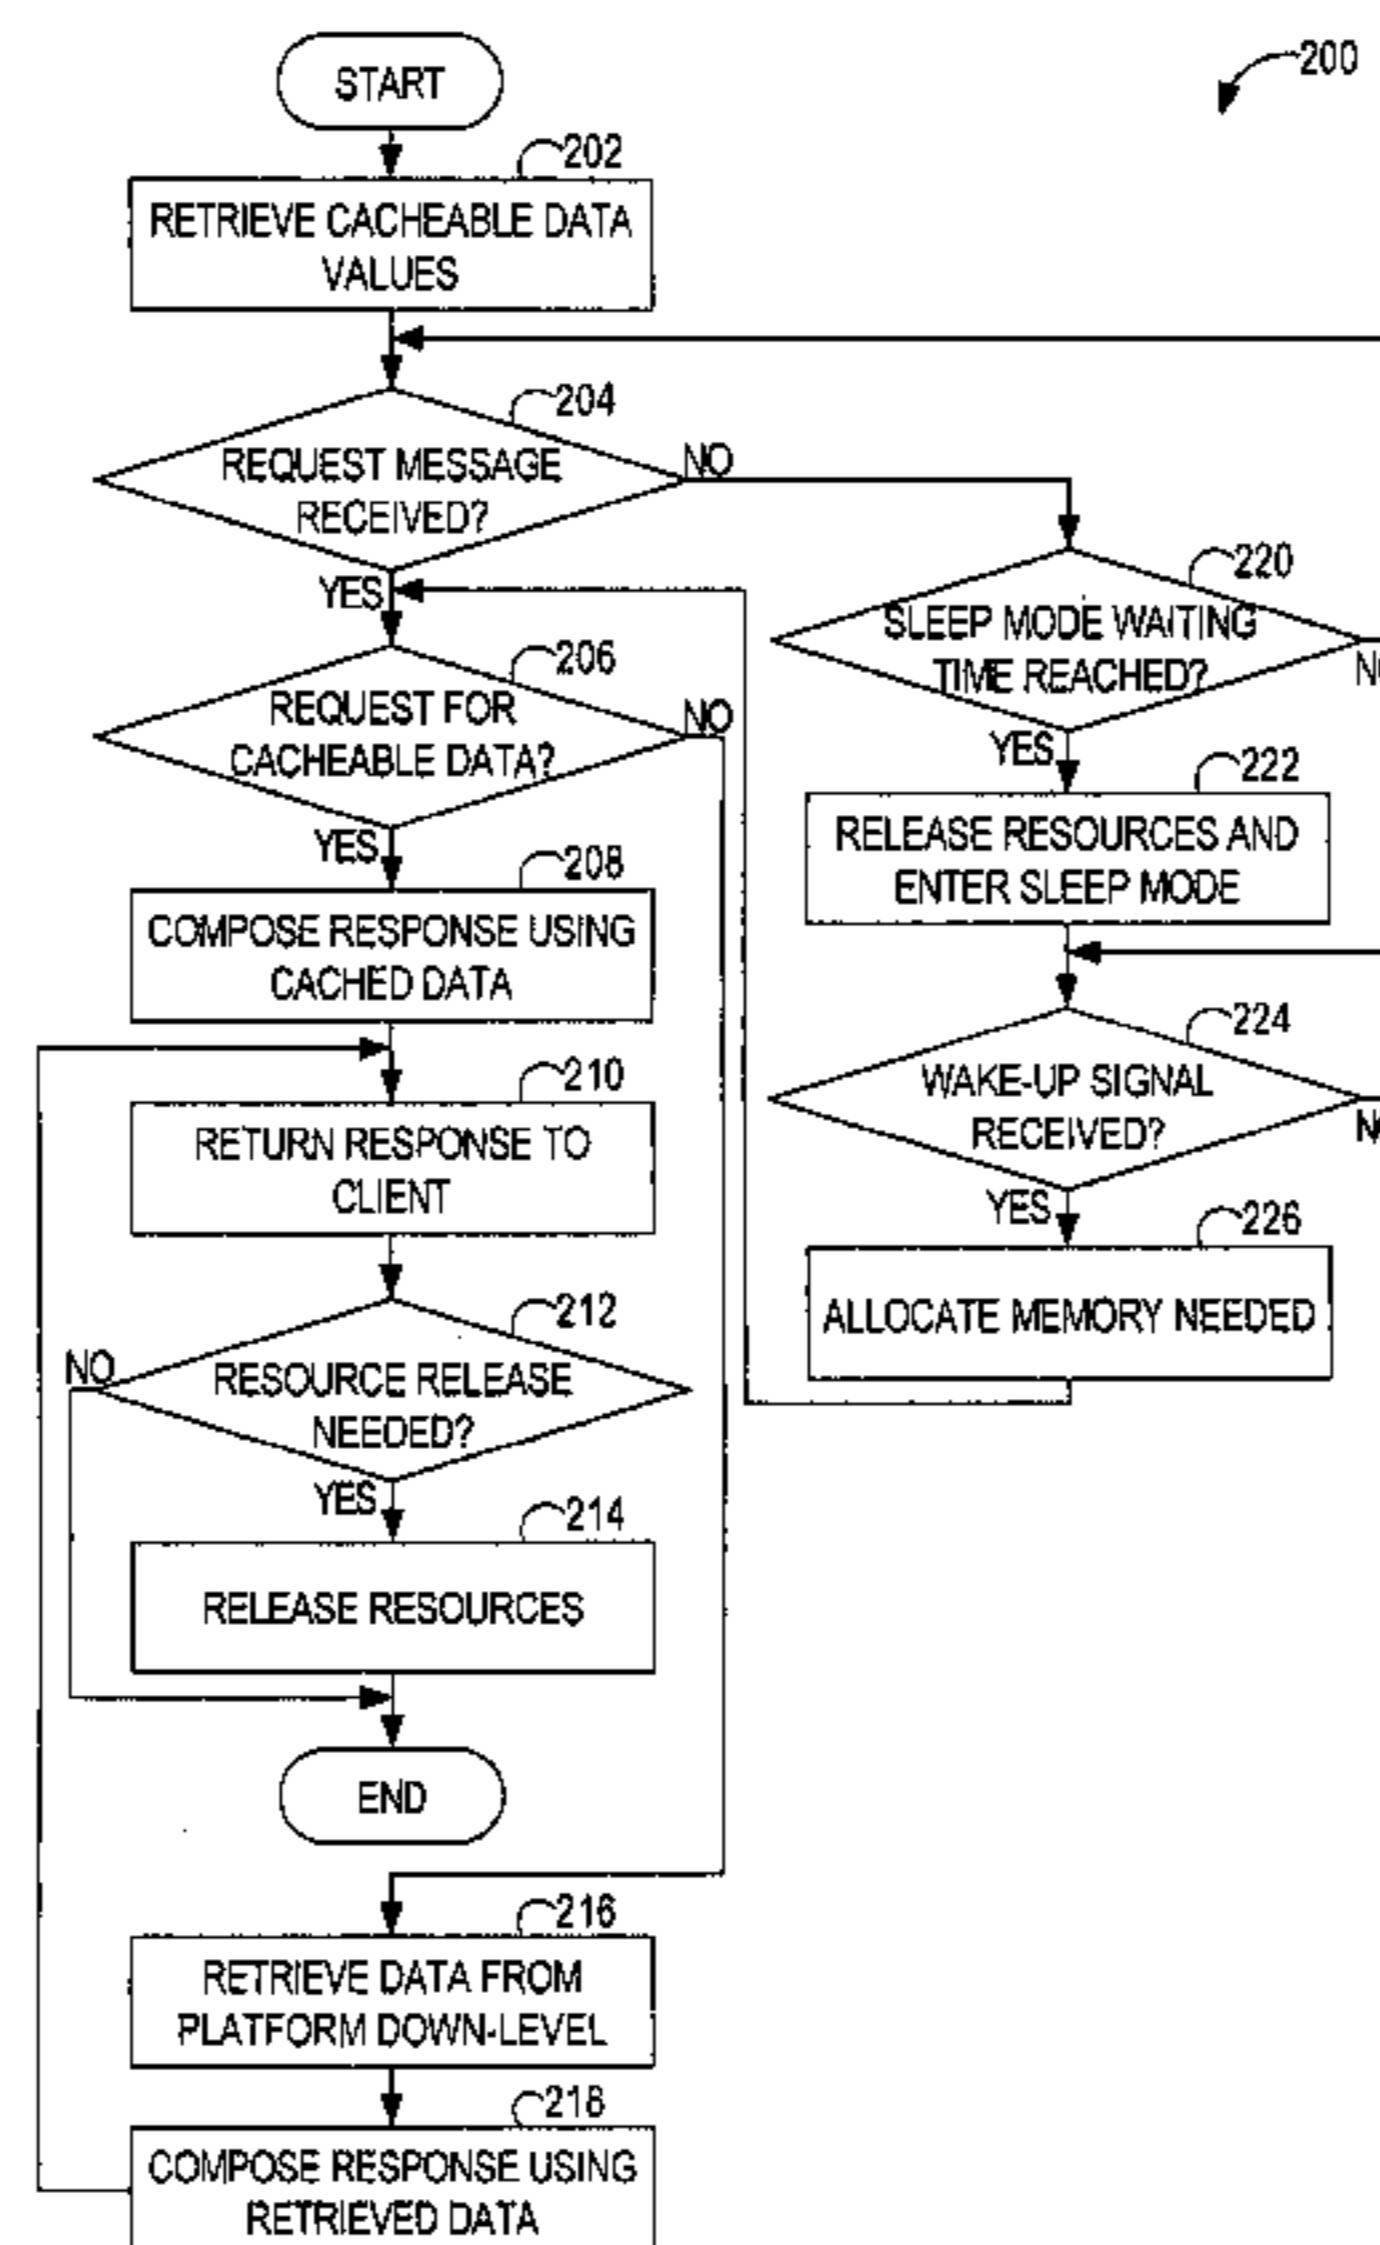 START
200
202
RETRIEVE CACHEABLE DATA
VALUES
204
REQUEST MESSAGE
RECEIVED?
NO
YES
206
REQUEST FOR
CACHEABLE DATA?
NO
YES
208
COMPOSE RESPONSE USING
CACHED DATA
210
RETURN RESPONSE TO
CLIENT
212
RESOURCE RELEASE
NEEDED?
NO
YES
214
RELEASE RESOURCES
END
216
RETRIEVE DATA FROM
PLATFORM DOWN-LEVEL
218
COMPOSE RESPONSE USING
RETRIEVED DATA
220
SLEEP MODE WAITING
TIME REACHED?
YES
222
RELEASE RESOURCES AND
ENTER SLEEP MODE
224
WAKE-UP SIGNAL
RECEIVED?
YES
226
ALLOCATE MEMORY NEEDED